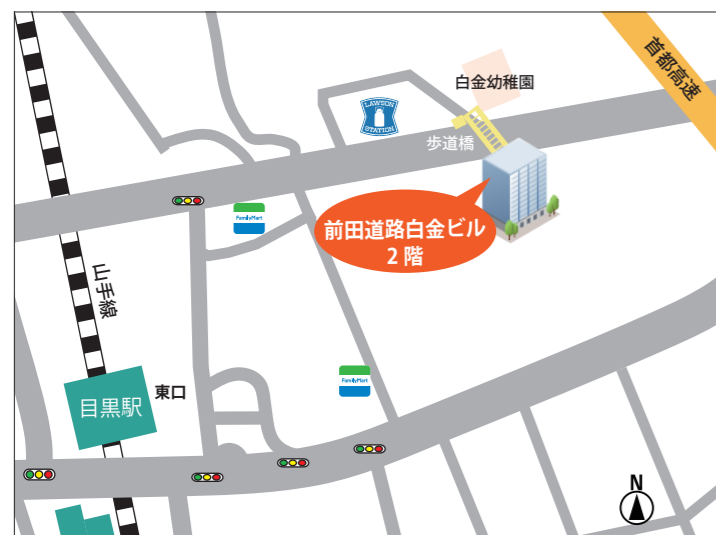 首都高速
白金幼稚園
LAWSON
STATION
歩道橋
FamilyMart
前田道路白金ビル
2階
山手線
FamilyMart
東口
目黒駅
N